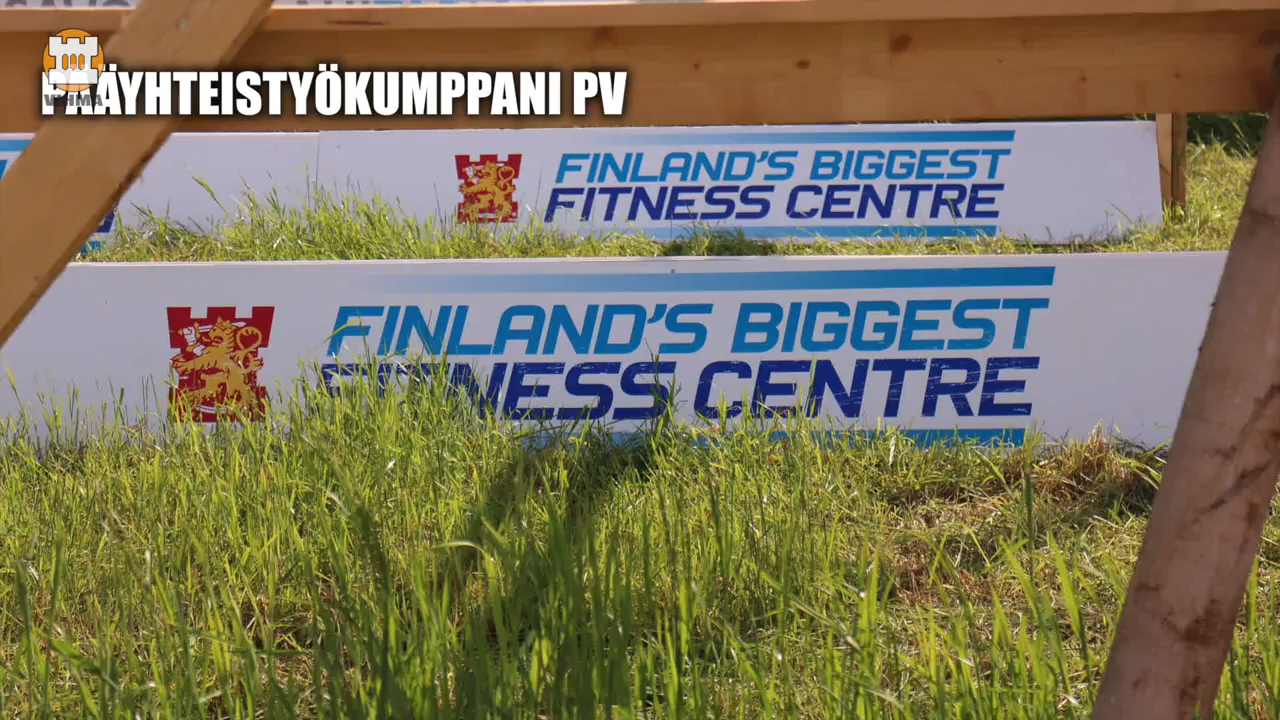 PÄÄYHTEISTYÖKUMPPANI PV
FINLAND'S BIGGEST
FITNESS CENTRE
FINLAND'S BIGGEST
FITNESS CENTRE